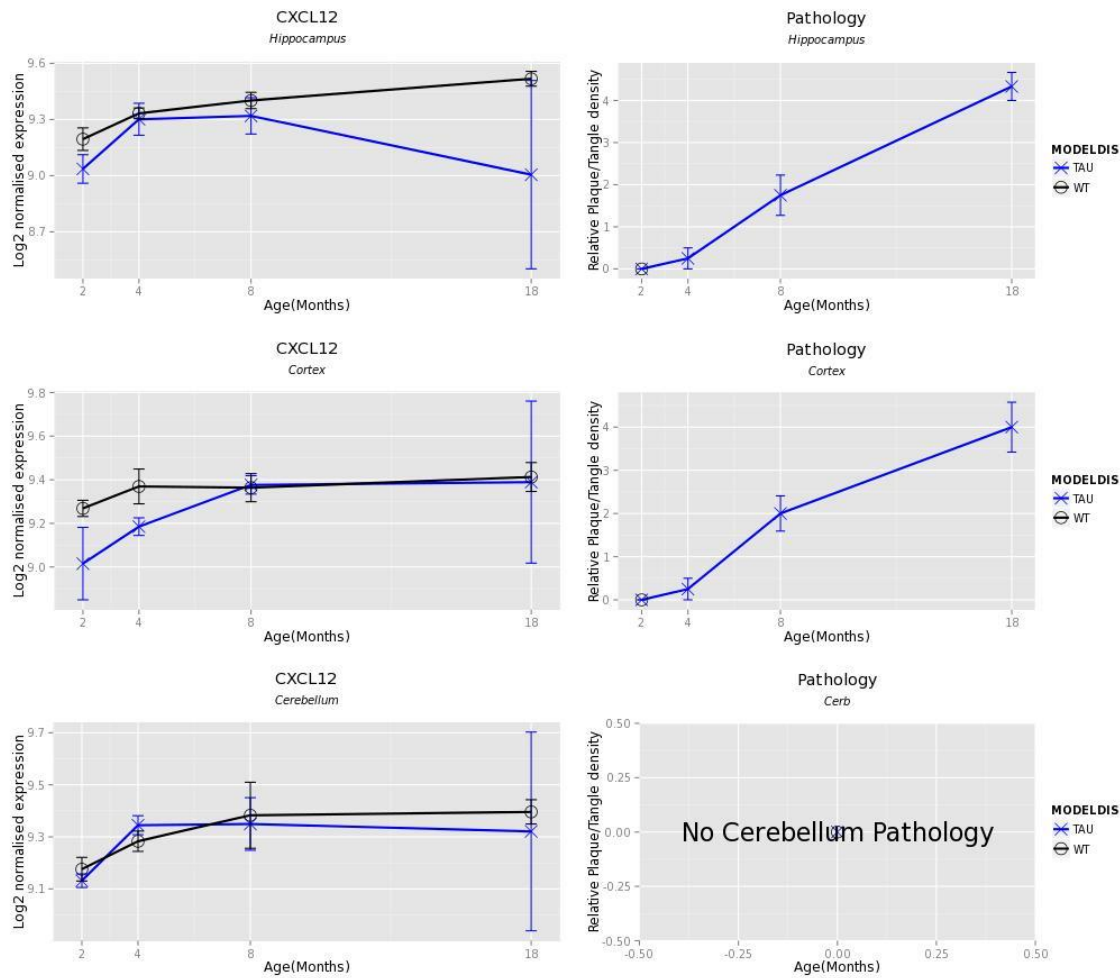 CXCL12
Hippocampus
Log2 normalised expression
9.6
9.3
9.0
8.7
2
4
8
18
Age(Months)
Pathology
Hippocampus
Relative Plaque/Tangle density
4
3
2
1
0
2
4
8
18
Age(Months)
MODELDIS
TAU
WT
CXCL12
Cortex
Log2 normalised expression
9.8
9.6
9.4
9.2
9.0
2
4
8
18
Age(Months)
Pathology
Cortex
Relative Plaque/Tangle density
4
3
2
1
0
2
4
8
18
Age(Months)
MODELDIS
TAU
WT
CXCL12
Cerebellum
Log2 normalised expression
9.7
9.5
9.3
9.1
2
4
8
18
Age(Months)
Pathology
Cerb
Relative Plaque/Tangle density
0.50
0.25
0.00
-0.25
-0.50
No Cerebellum Pathology
-0.50
-0.25
0.00
0.25
0.50
Age(Months)
MODELDIS
TAU
WT